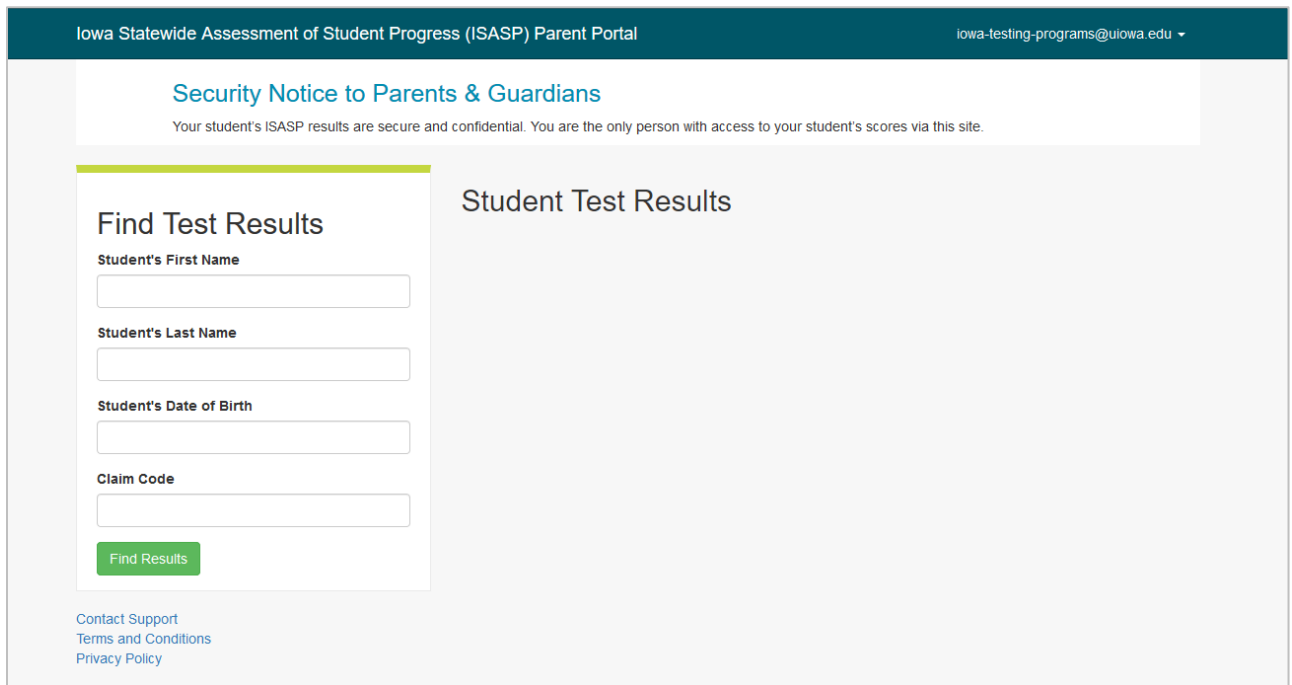 Iowa Statewide Assessment of Student Progress (ISASP) Parent Portal
iowa-testing-programs@uiowa.edu
Security Notice to Parents & Guardians
Your student's ISASP results are secure and confidential. You are the only person with access to your student's scores via this site.
Find Test Results
Student's First Name
Student's Last Name
Student's Date of Birth
Claim Code
Find Results
Student Test Results
Contact Support
Terms and Conditions
Privacy Policy